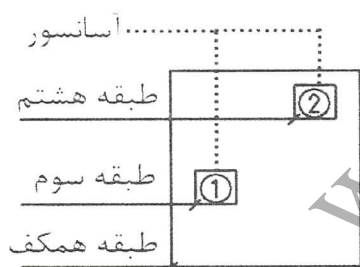 آسانسور
طبقه هشتم
②
طبقه سوم
①
طبقه همکف